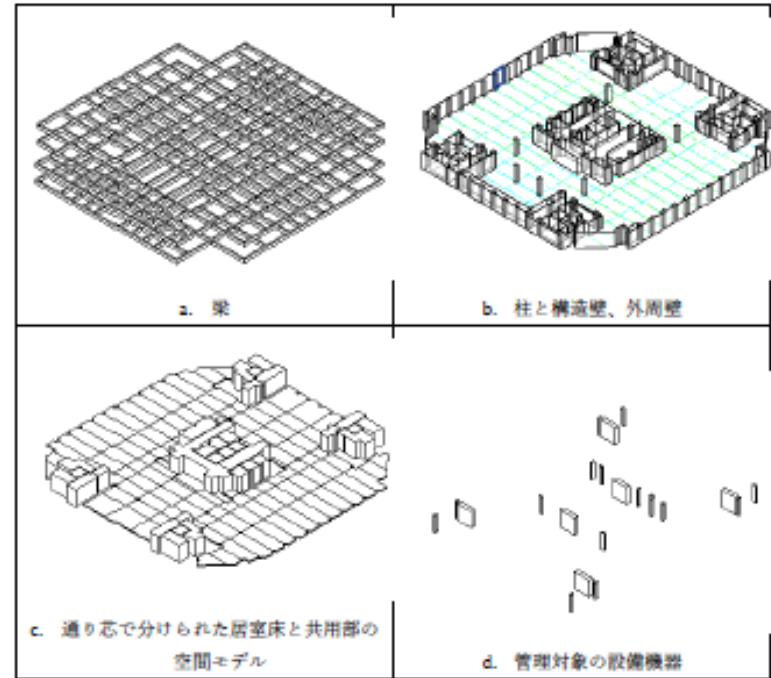 a. 梁
b. 柱と構造壁、外周壁
c. 通り芯で分けられた居室床と共用部の
空間モデル
d. 管理対象の設備機器